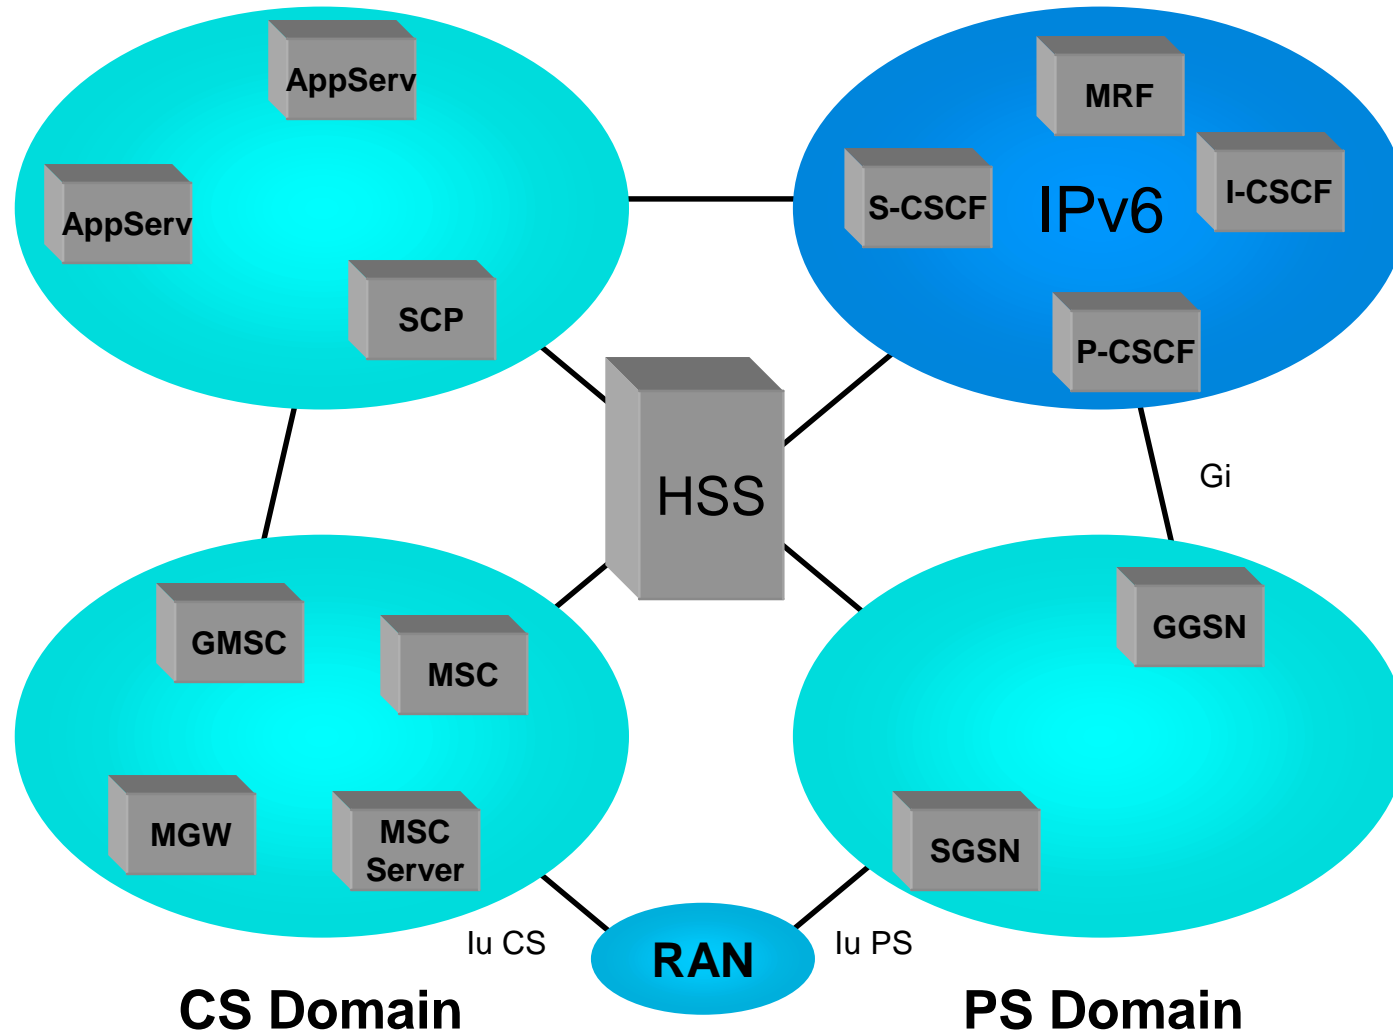 AppServ
MRF
AppServ
S-CSCF
IPv6
I-CSCF
SCP
P-CSCF
HSS
Gi
GMSC
MSC
GGSN
MGW
MSC
Server
SGSN
Iu CS
RAN
Iu PS
CS Domain
PS Domain